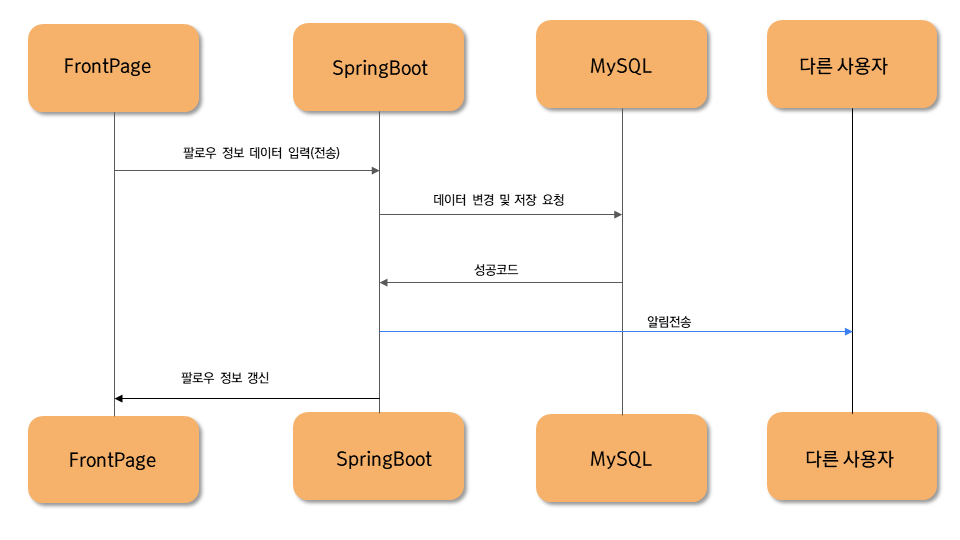 FrontPage
SpringBoot
MySQL
다른 사용자
팔로우 정보 데이터 입력(전송)
데이터 변경 및 저장 요청
성공코드
알림전송
팔로우 정보 갱신
FrontPage
SpringBoot
MySQL
다른 사용자